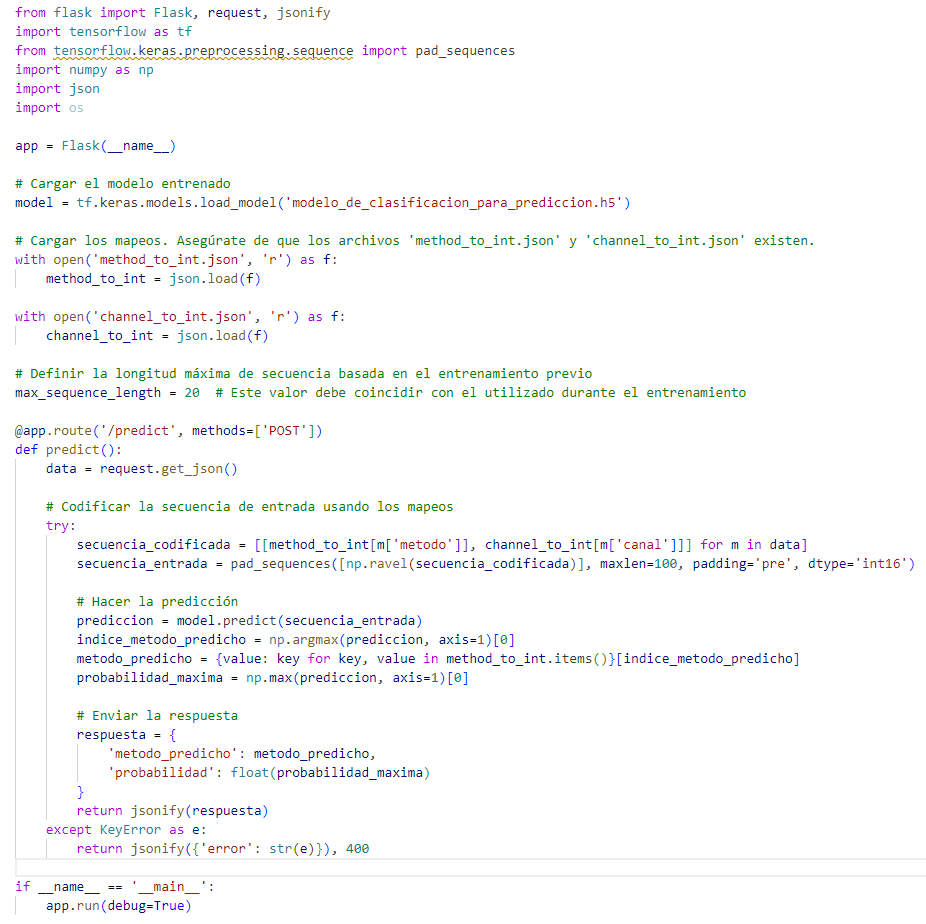 from flask import Flask, request, jsonify
import tensorflow as tf
from tensorflow.keras.preprocessing.sequence import pad_sequences
import numpy as np
import json
import os

app = Flask(__name__)

# Cargar el modelo entrenado
model = tf.keras.models.load_model('modelo_de_clasificacion_para_prediccion.h5')

# Cargar los mapeos. Asegúrate de que los archivos 'method_to_int.json' y 'channel_to_int.json' existen.
with open('method_to_int.json', 'r') as f:
    method_to_int = json.load(f)

with open('channel_to_int.json', 'r') as f:
    channel_to_int = json.load(f)

# Definir la longitud máxima de secuencia basada en el entrenamiento previo
max_sequence_length = 20  # Este valor debe coincidir con el utilizado durante el entrenamiento

@app.route('/predict', methods=['POST'])
def predict():
    data = request.get_json()

    # Codificar la secuencia de entrada usando los mapeos
    try:
        secuencia_codificada = [[method_to_int[m['metodo']], channel_to_int[m['canal']]] for m in data]
        secuencia_entrada = pad_sequences([np.ravel(secuencia_codificada)], maxlen=100, padding='pre', dtype='int16')

        # Hacer la predicción
        prediccion = model.predict(secuencia_entrada)
        indice_metodo_predicho = np.argmax(prediccion, axis=1)[0]
        metodo_predicho = {value: key for key, value in method_to_int.items()}[indice_metodo_predicho]
        probabilidad_maxima = np.max(prediccion, axis=1)[0]

        # Enviar la respuesta
        respuesta = {
            'metodo_predicho': metodo_predicho,
            'probabilidad': float(probabilidad_maxima)
        }
        return jsonify(respuesta)
    except KeyError as e:
        return jsonify({'error': str(e)}), 400

if __name__ == '__main__':
    app.run(debug=True)